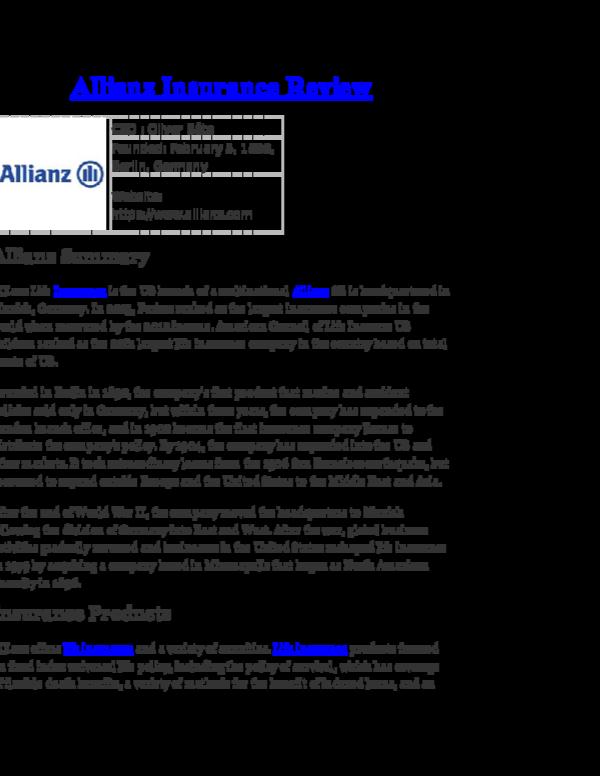 Allianz Insurance Review
Allianz
CEO : Oliver Bäte
Founded: February 5, 1890,
Berlin, Germany
Website:
https://www.allianz.com
Allianz Summary
Allianz Life Insurance is the US branch of a multinational, Allianz SE is headquartered in
Munich, Germany. In 2013, Forbes ranked as the largest insurance companies in the
world when measured by the 2012 income. American Council of Life Insurers US
division ranked as the 20th largest life insurance company in the country based on total
assets of US.
Founded in Berlin in 1890, the company's first product that marine and accident
policies sold only in Germany, but within three years, the company has expanded to the
London branch office, and in 1900 became the first insurance company license to
distribute the company's policy. By 1904, the company has expanded into the US and
other markets. It took extraordinary losses from the 1906 San Francisco earthquake, but
recovered to expand outside Europe and the United States to the Middle East and Asia.
After the end of World War II, the company moved the headquarters to Munich
following the division of Germany into East and West. After the war, global business
activities gradually resumed and businesses in the United States reshaped life insurance
in 1979 by acquiring a company based in Minneapolis that began as North American
Casualty in 1896.
Insurance Products
Allianz offers life insurance and a variety of annuities. Life Insurance products focused
on fixed index universal life policy, including the policy of survival, which has coverage
flexible death benefits, a variety of methods for the benefit of indexed loans, and an